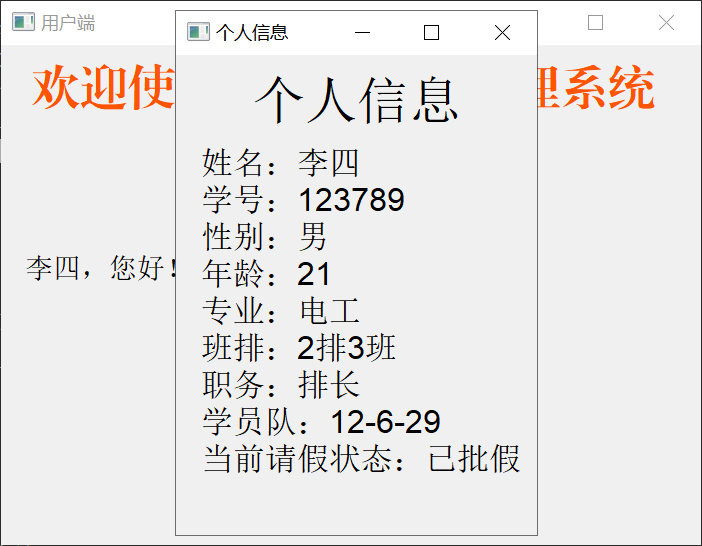 用户端
个人信息
欢迎使
理系统
个人信息
姓名：李四
学号：123789
性别：男
年龄：21
李四，您好！
专业：电工
班排：2排3班
职务：排长
学员队：12-6-29
当前请假状态：已批假